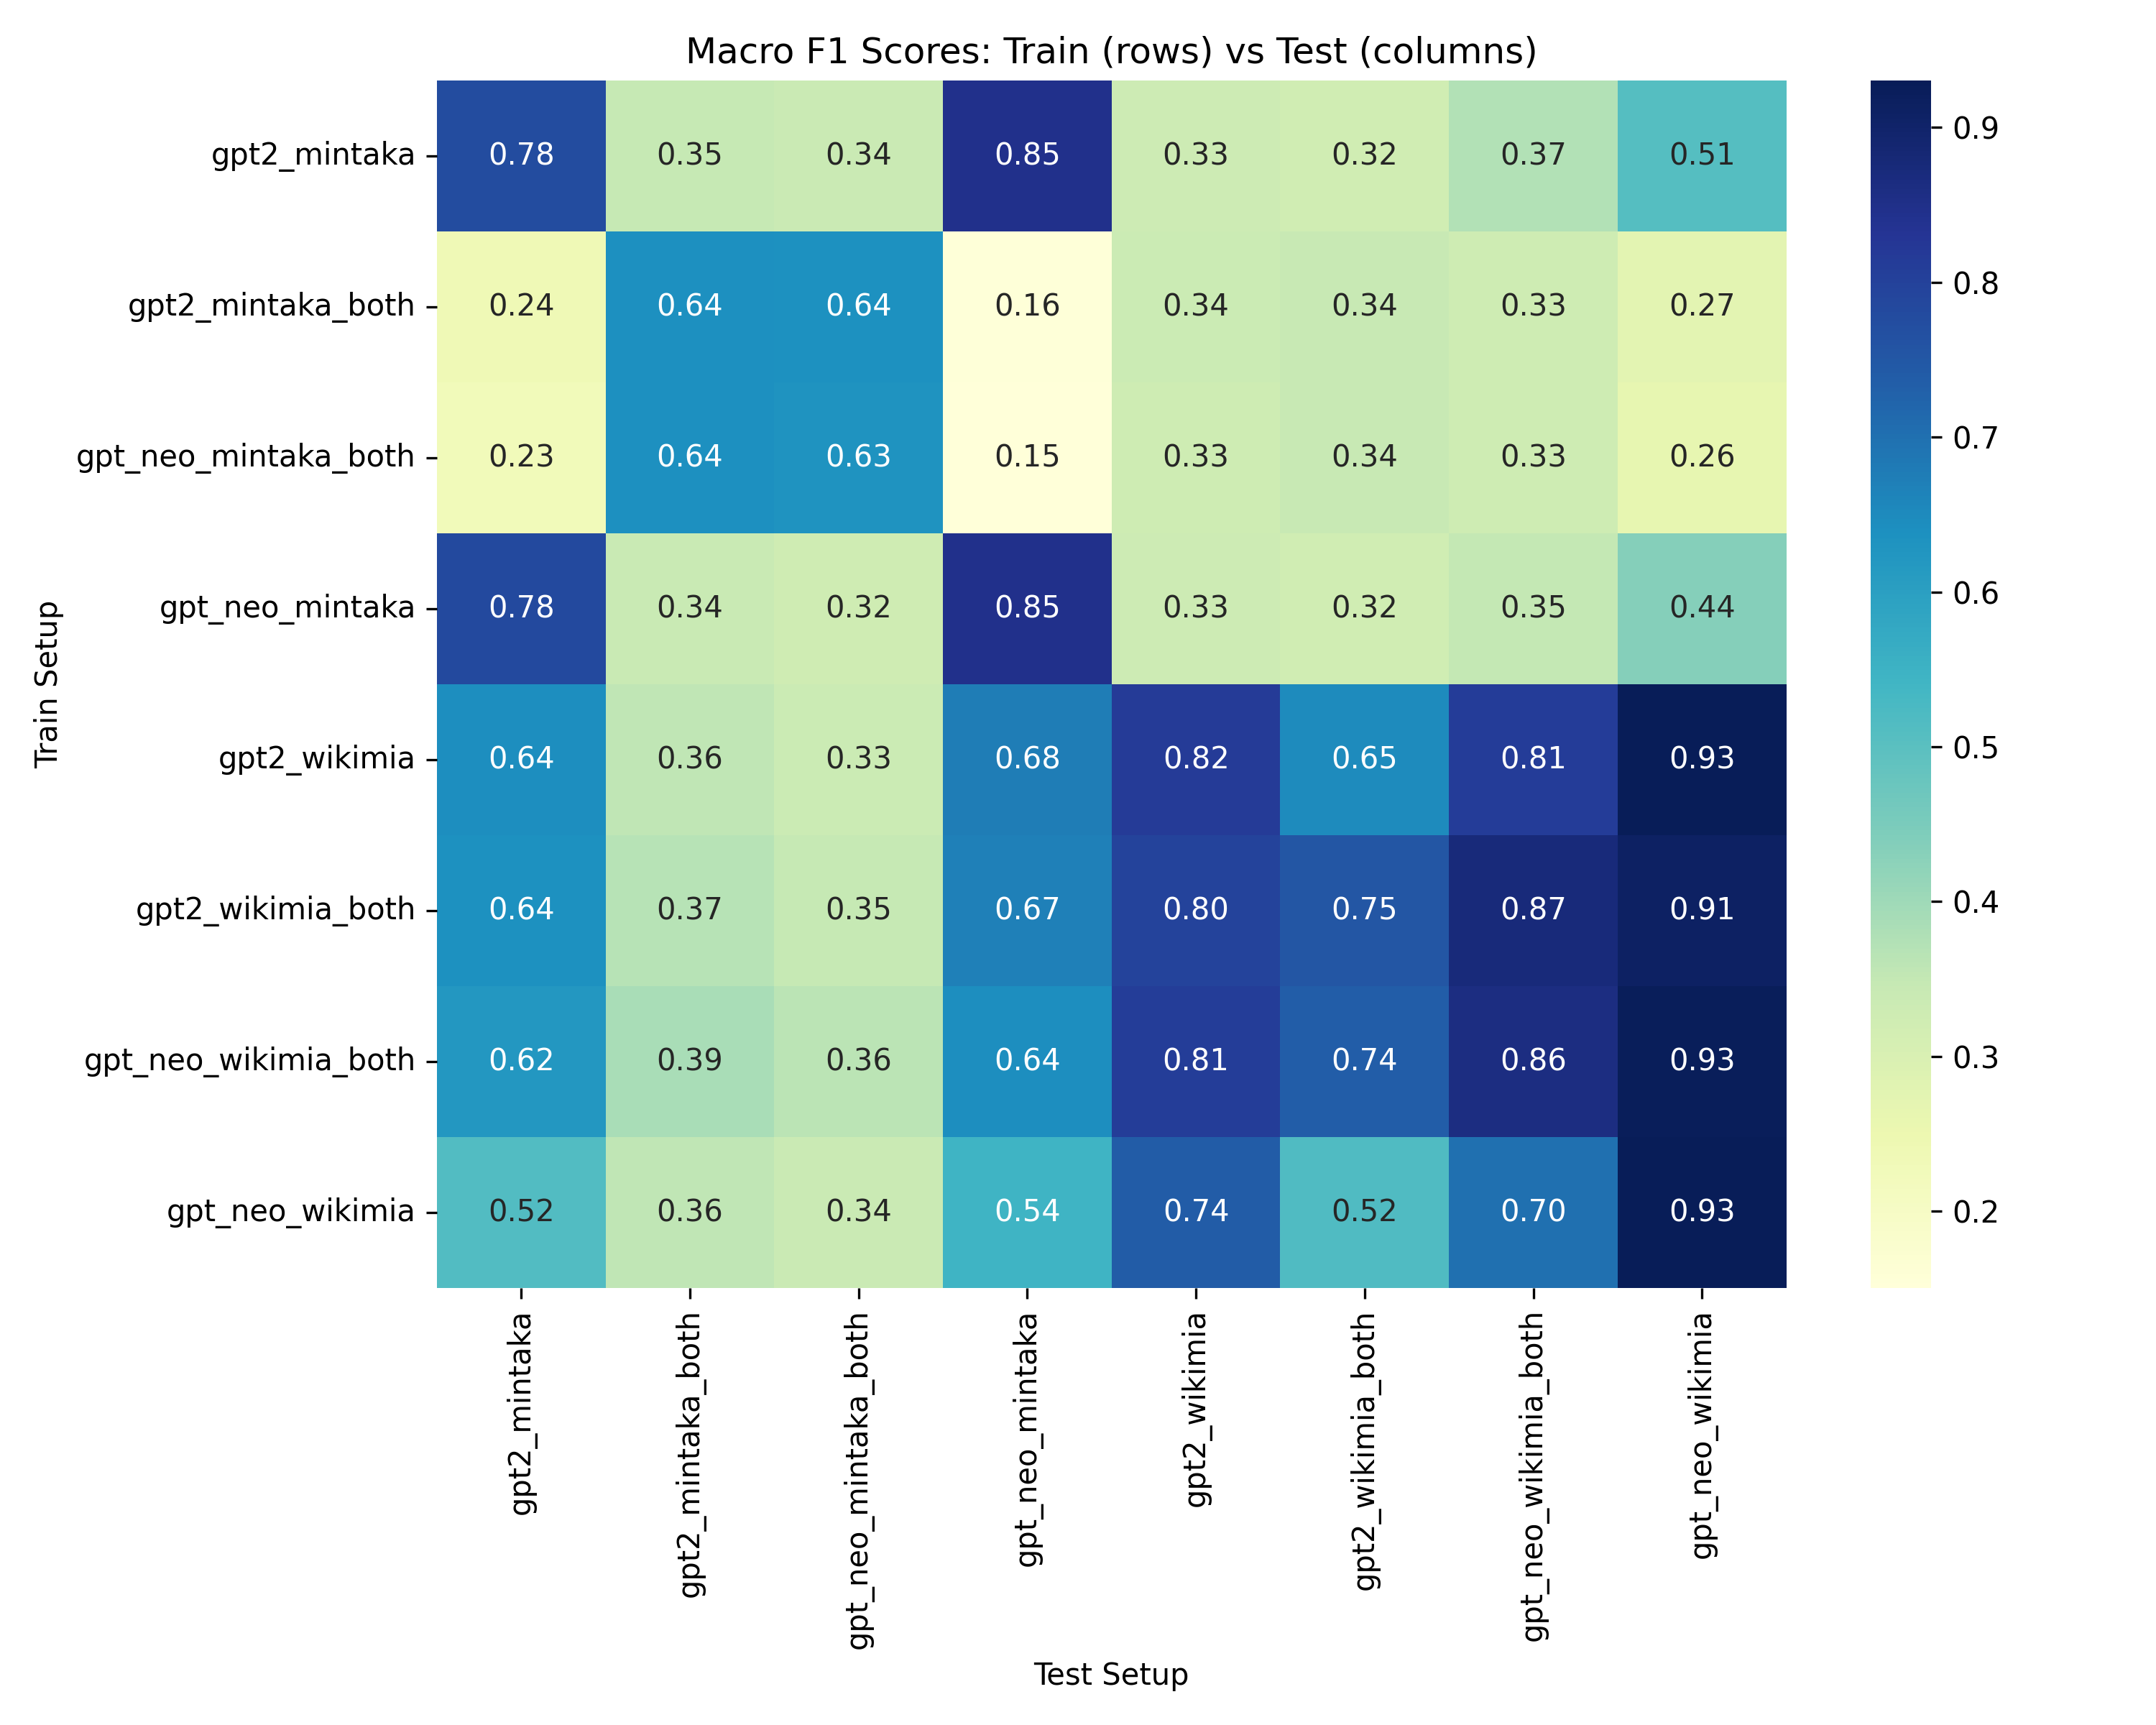 Macro F1 Scores: Train (rows) vs Test (columns)
gpt2_mintaka 0.78 0.35 0.34 0.85 0.33 0.32 0.37 0.51
gpt2_mintaka_both 0.24 0.64 0.64 0.16 0.34 0.34 0.33 0.27
gpt_neo_mintaka_both 0.23 0.64 0.63 0.15 0.33 0.34 0.33 0.26
gpt_neo_mintaka 0.78 0.34 0.32 0.85 0.33 0.32 0.35 0.44
gpt2_wikimia 0.64 0.36 0.33 0.68 0.82 0.65 0.81 0.93
gpt2_wikimia_both 0.64 0.37 0.35 0.67 0.80 0.75 0.87 0.91
gpt_neo_wikimia_both 0.62 0.39 0.36 0.64 0.81 0.74 0.86 0.93
gpt_neo_wikimia 0.52 0.36 0.34 0.54 0.74 0.52 0.70 0.93
Train Setup
gpt2_mintaka
gpt2_mintaka_both
gpt_neo_mintaka_both
gpt_neo_mintaka
gpt2_wikimia
gpt2_wikimia_both
gpt_neo_wikimia_both
gpt_neo_wikimia
Test Setup
0.9
0.8
0.7
0.6
0.5
0.4
0.3
0.2